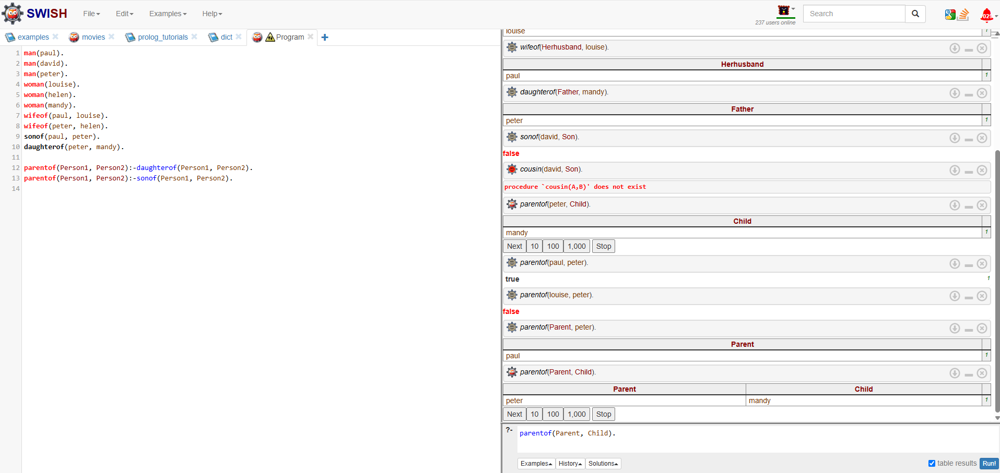 SWISH File Edit Examples Help 237 users online Search
examples movies prolog_tutorials dict Program
1 man(paul).
2 man(david).
3 man(peter).
4 woman(louise).
5 woman(helen).
6 woman(mandy).
7 wifeof(paul, louise).
8 wifeof(peter, helen).
9 sonof(paul, peter).
10 daughterof(peter, mandy).
11
12 parentof(Person1, Person2):-daughterof(Person1, Person2).
13 parentof(Person1, Person2):-sonof(Person1, Person2).
14
louise 1
wifeof(Herhusband, louise).
Herhusband
paul 1
daughterof(Father, mandy).
Father
peter 1
sonof(david, Son).
false
cousin(david, Son).
procedure `cousin(A,B)' does not exist
parentof(peter, Child).
Child
mandy 1
Next 10 100 1,000 Stop
parentof(paul, peter).
true 1
parentof(louise, peter).
false
parentof(Parent, peter).
Parent
paul 1
parentof(Parent, Child).
Parent Child
peter mandy 1
Next 10 100 1,000 Stop
?- parentof(Parent, Child).
Examples History Solutions table results Run!